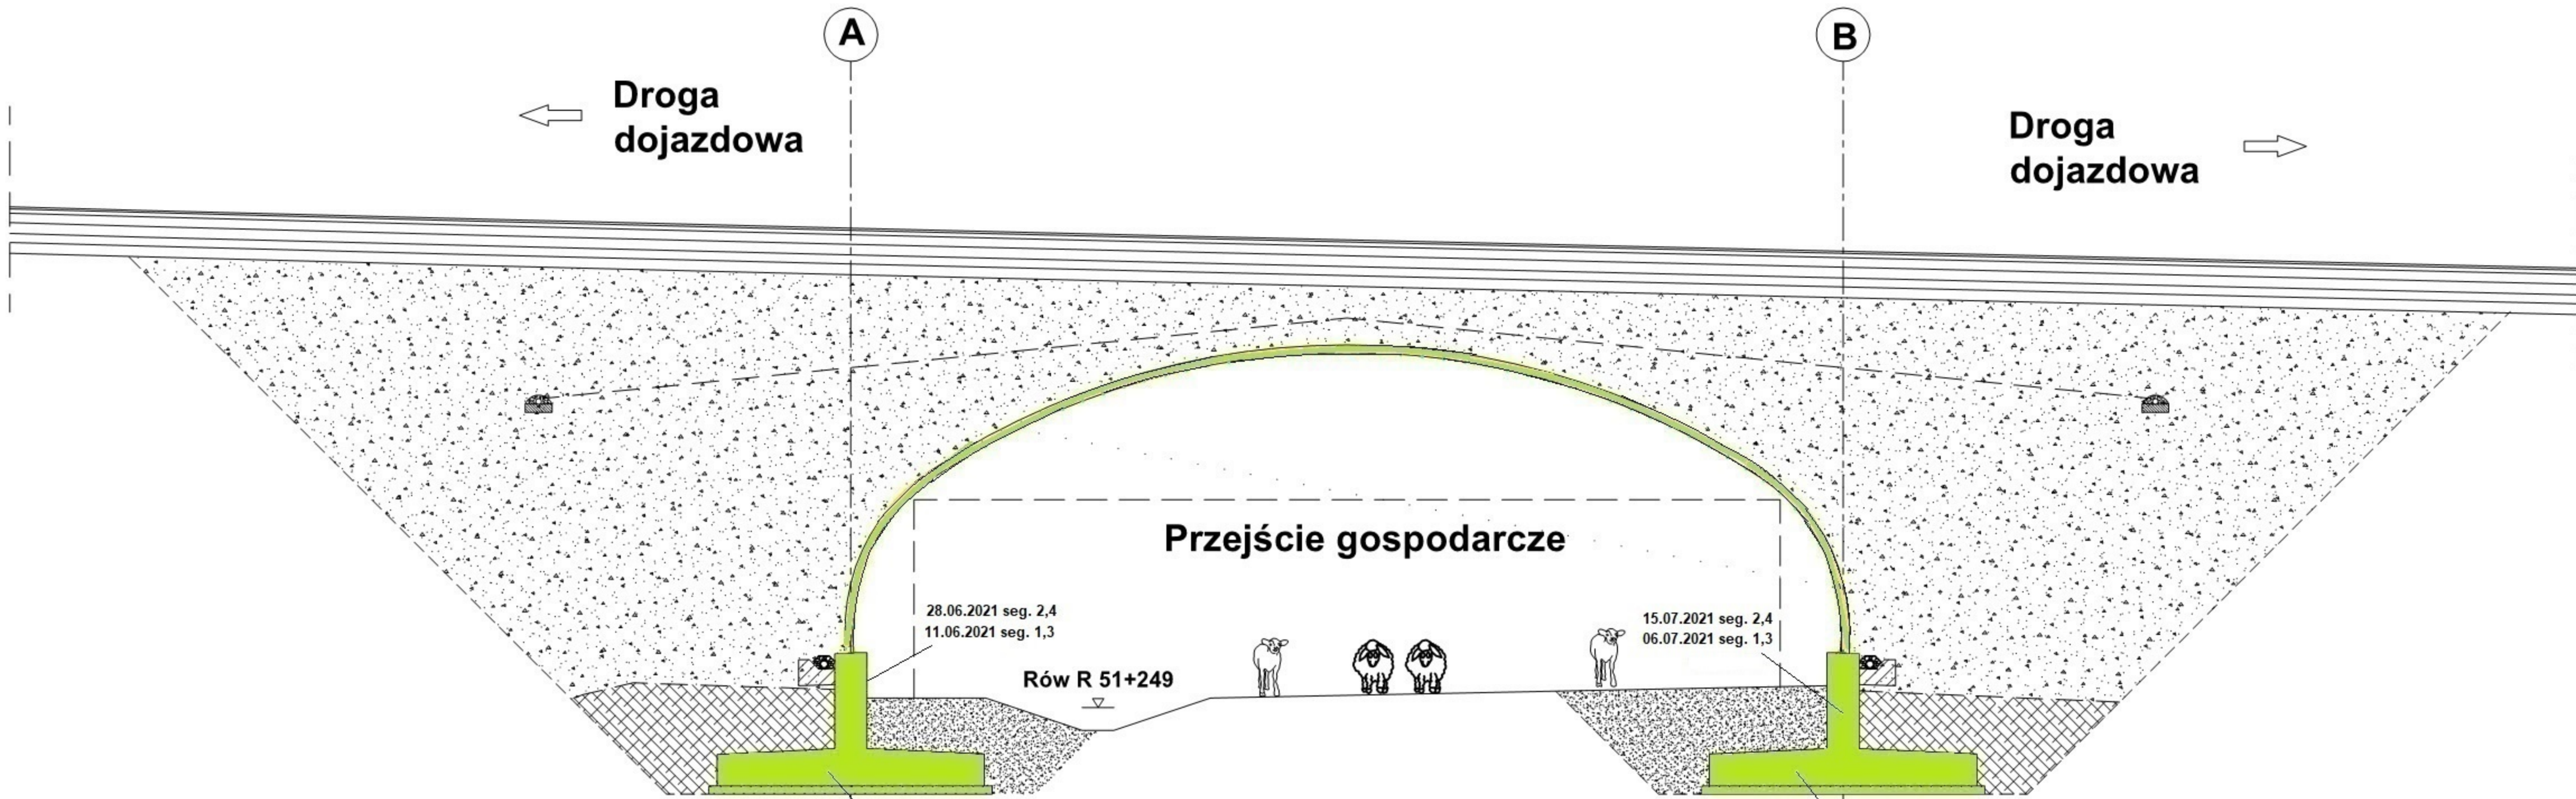 A
B
Droga
dojazdowa
Droga
dojazdowa
Przejście gospodarcze
28.06.2021 seg. 2,4
11.06.2021 seg. 1,3
15.07.2021 seg. 2,4
06.07.2021 seg. 1,3
Rów R 51+249